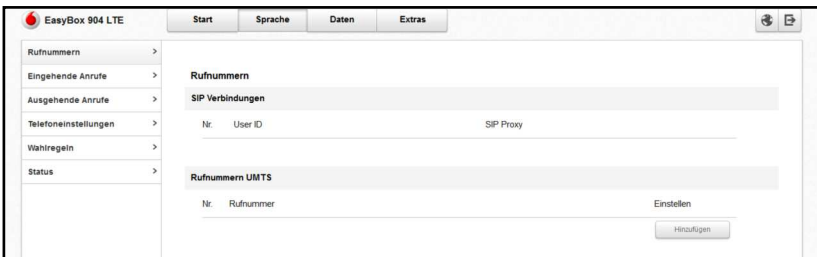 EasyBox 904 LTE
Start Sprache Daten Extras
Rufnummern >
Eingehende Anrufe >
Ausgehende Anrufe >
Telefoneinstellungen >
Wahlregeln >
Status >
Rufnummern
SIP Verbindungen
Nr. User ID SIP Proxy
Rufnummern UMTS
Nr. Rufnummer Einstellen
Hinzufügen